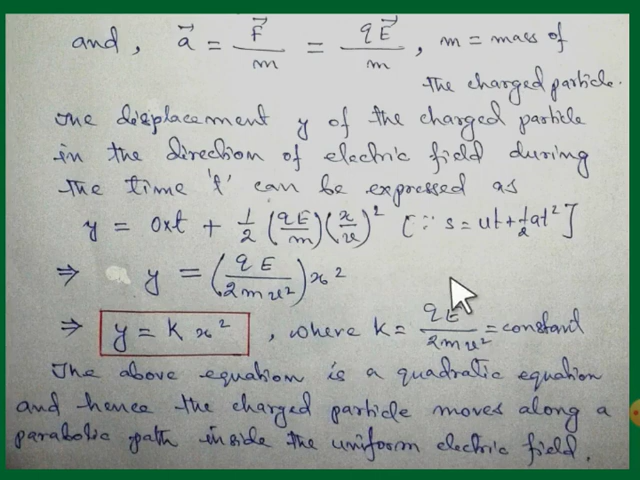 and, a⃗ = F⃗/m = qE⃗/m, m = mass of
the charged particle.
The displacement y of the charged particle
in the direction of electric field during
the time 't' can be expressed as
y = 0xt + 1/2 (qE/m)(x/u)² [∵ s = ut + 1/2 at²]
⇒ y = (qE/2mu²) x²
⇒ y = K x² , where K = qE/2mu² = constant
The above equation is a quadratic equation
and hence the charged particle moves along a
parabolic path inside the uniform electric field.